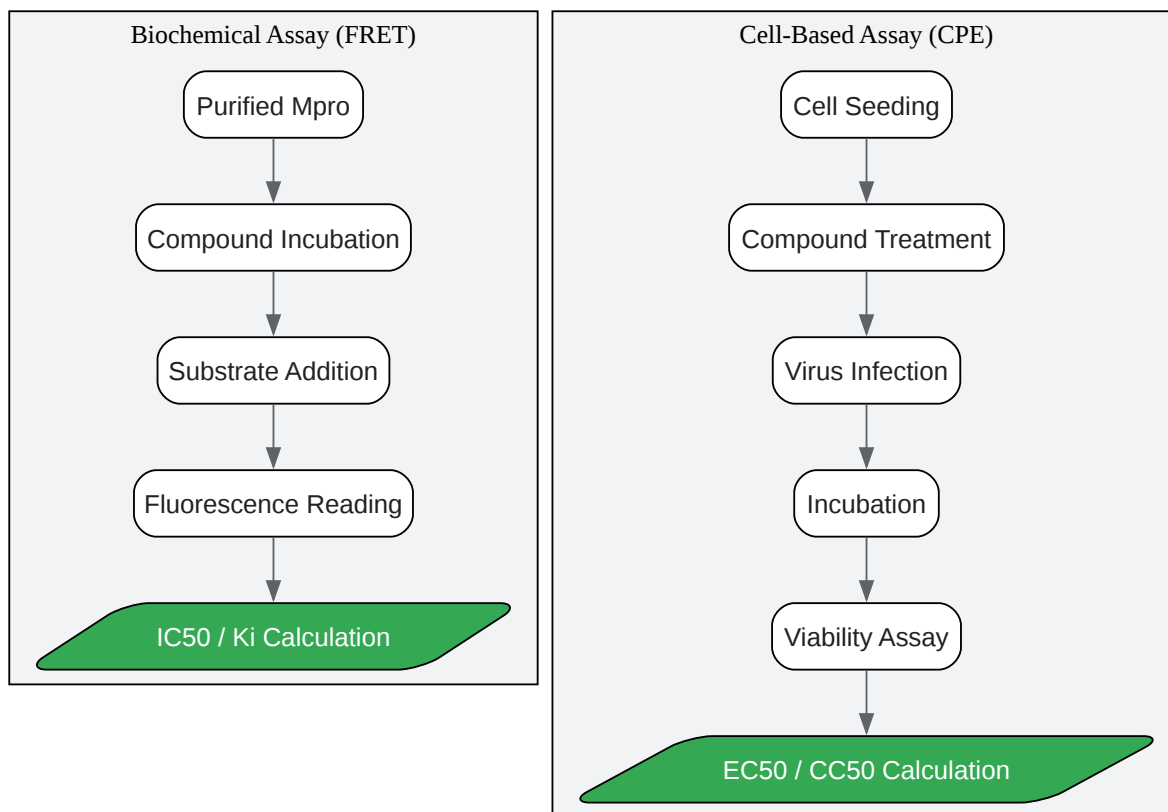 Biochemical Assay (FRET)
Purified Mpro
Compound Incubation
Substrate Addition
Fluorescence Reading
IC50 / Ki Calculation
Cell-Based Assay (CPE)
Cell Seeding
Compound Treatment
Virus Infection
Incubation
Viability Assay
EC50 / CC50 Calculation